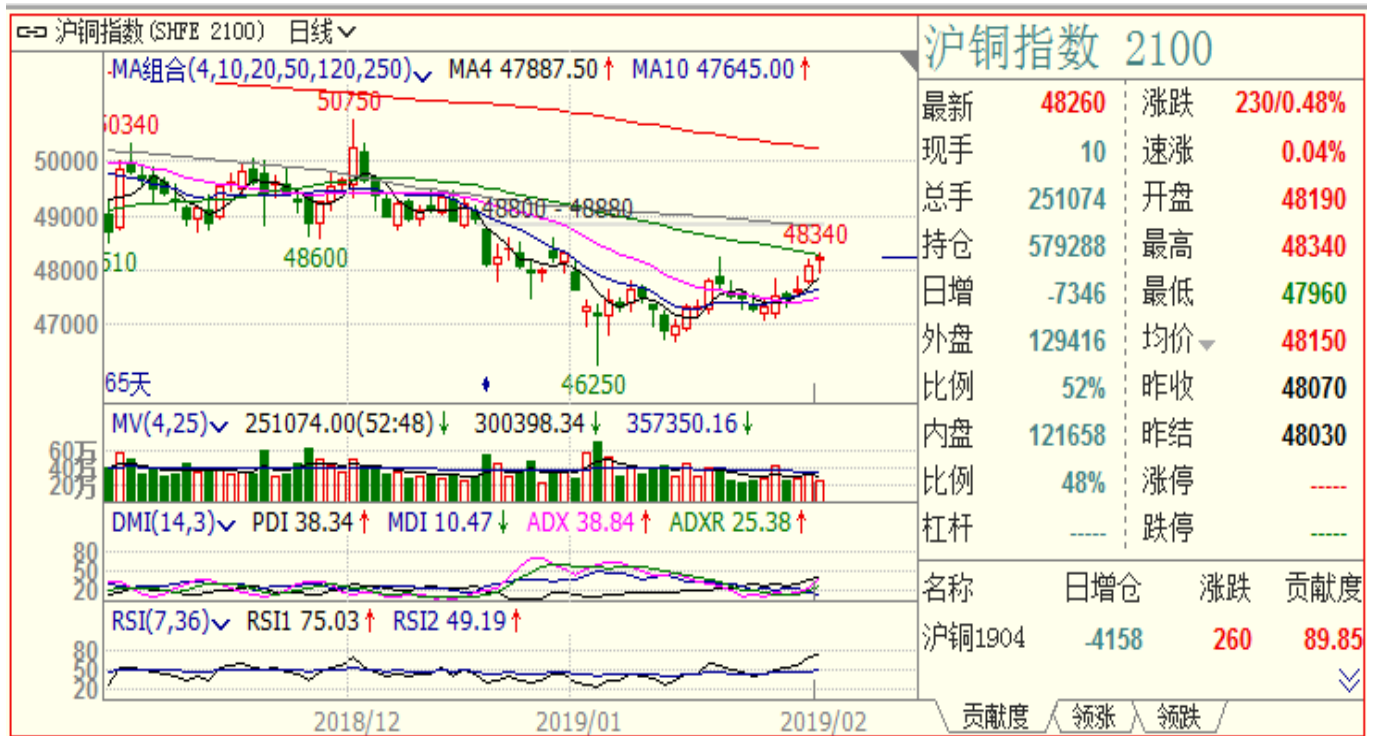 沪铜指数(SHFE 2100) 日线
MA组合(4,10,20,50,120,250) MA4 47887.50↑ MA10 47645.00↑
50750
50340
50000
49000
48800 - 48880
48340
48600
510
48000
47000
46250
65天
MV(4,25) 251074.00(52:48)↓ 300398.34↓ 357350.16↓
60万
40万
20万
DMI(14,3) PDI 38.34↑ MDI 10.47↓ ADX 38.84↑ ADXR 25.38↑
80
50
20
RSI(7,36) RSI1 75.03↑ RSI2 49.19↑
80
50
20
2018/12 2019/01 2019/02
沪铜指数 2100
最新 48260 涨跌 230/0.48%
现手 10 速涨 0.04%
总手 251074 开盘 48190
持仓 579288 最高 48340
日增 -7346 最低 47960
外盘 129416 均价 48150
比例 52% 昨收 48070
内盘 121658 昨结 48030
比例 48% 涨停 -----
杠杆 ----- 跌停 -----
名称 日增仓 涨跌 贡献度
沪铜1904 -4158 260 89.85
贡献度 领涨 领跌